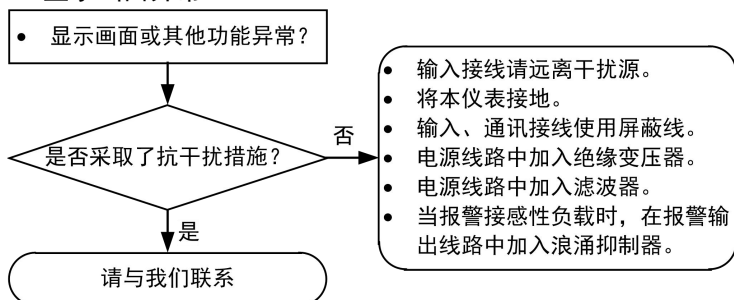 • 显示画面或其他功能异常？
是否采取了抗干扰措施？
否
• 输入接线请远离干扰源。
• 将本仪表接地。
• 输入、通讯接线使用屏蔽线。
• 电源线路中加入绝缘变压器。
• 电源线路中加入滤波器。
• 当报警接感性负载时，在报警输
出线路中加入浪涌抑制器。
是
请与我们联系